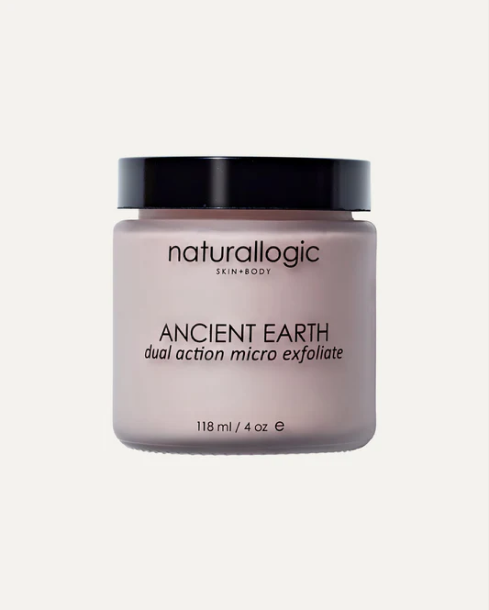 naturallogic
SKIN+BODY
ANCIENT EARTH
dual action micro exfoliate
118 ml / 4 oz ℮